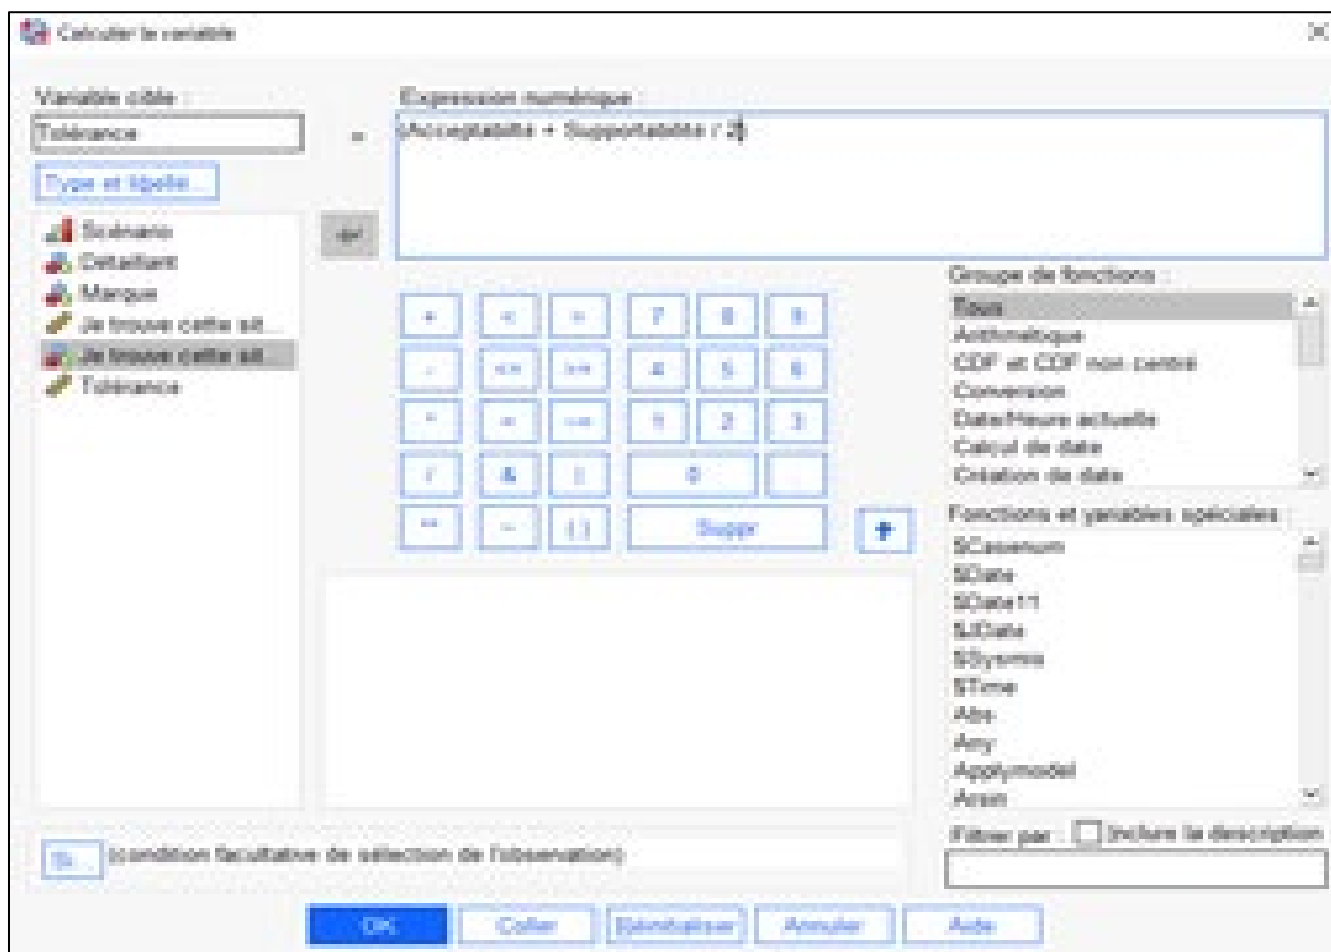 Calculer la variable
Variable cible :
Expression numérique :
Tolérance
=
(Acceptabilité + Supportabilité / 2)
Type et libellé...
Scénario
Détaillant
Marque
Je trouve cette sit...
Je trouve cette sit...
Tolérance
Groupe de fonctions :
Tous
Arithmétique
CDF et CDF non centré
Conversion
Date/Heure actuelle
Calcul de date
Création de date
+ < > 7 8 9
- <= >= 4 5 6
* = ~= 1 2 3
/ & | 0 .
** ~ ( ) Suppr
Fonctions et variables spéciales :
$Casenum
$Date
$Date11
$JDate
$Sysmis
$Time
Abs
Any
Applymodel
Arsin
Filtrer par : Inclure la description
Si... (condition facultative de sélection de l'observation)
OK Coller Réinitialiser Annuler Aide